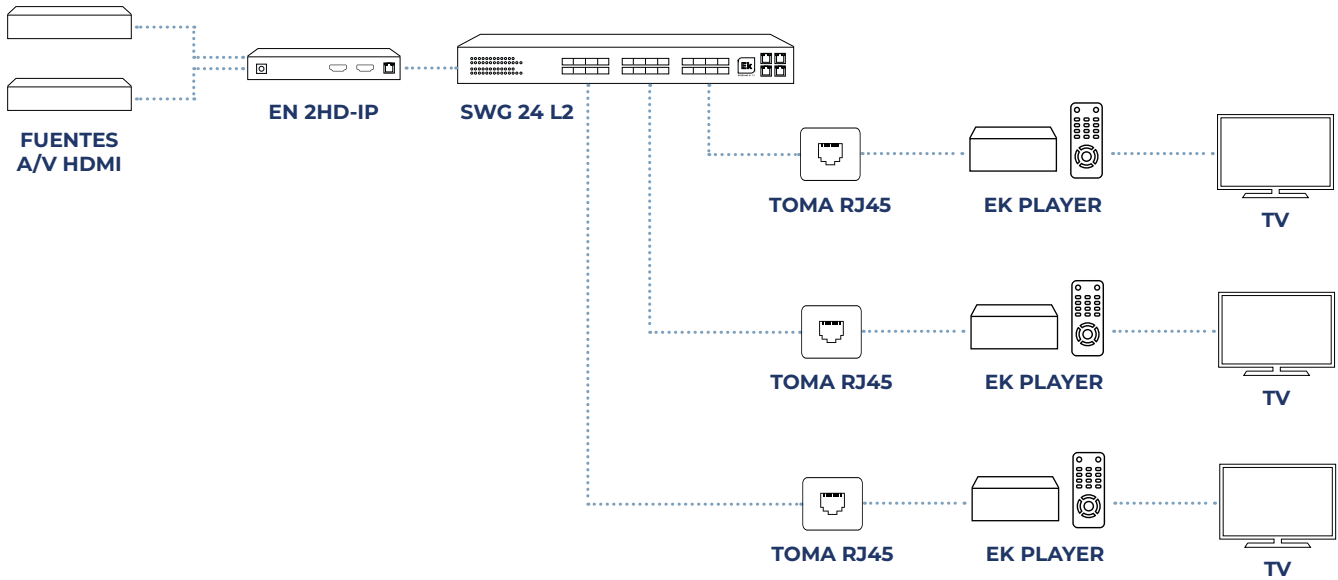 Ek
EN 2HD-IP
SWG 24 L2
FUENTES
A/V HDMI
TOMA RJ45
EK PLAYER
TV
TOMA RJ45
EK PLAYER
TV
TOMA RJ45
EK PLAYER
TV